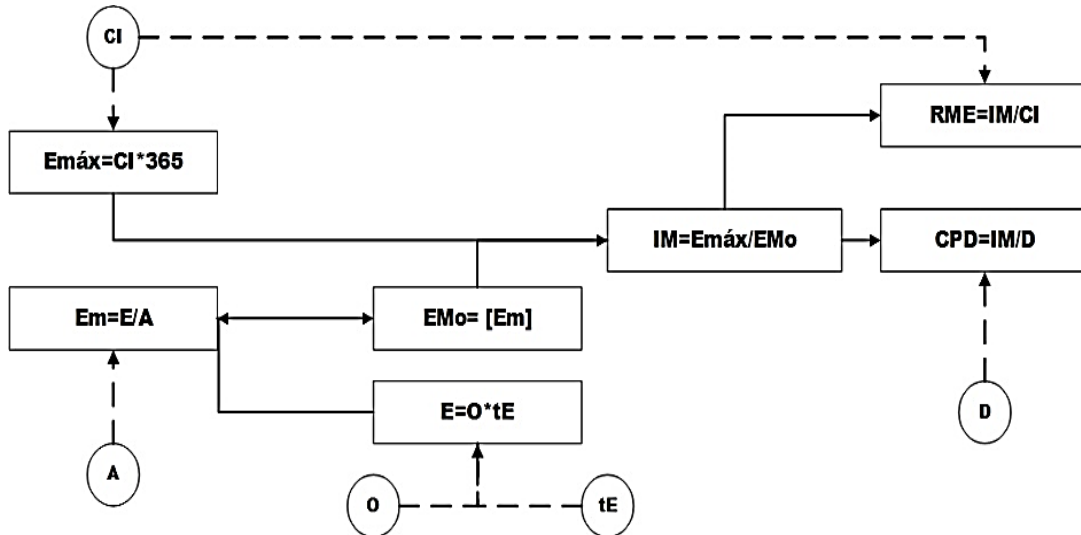 CI
RME=IM/CI
Emáx=CI*365
IM=Emáx/EMo
CPD=IM/D
Em=E/A
EMo= [Em]
E=O*tE
D
A
O
tE